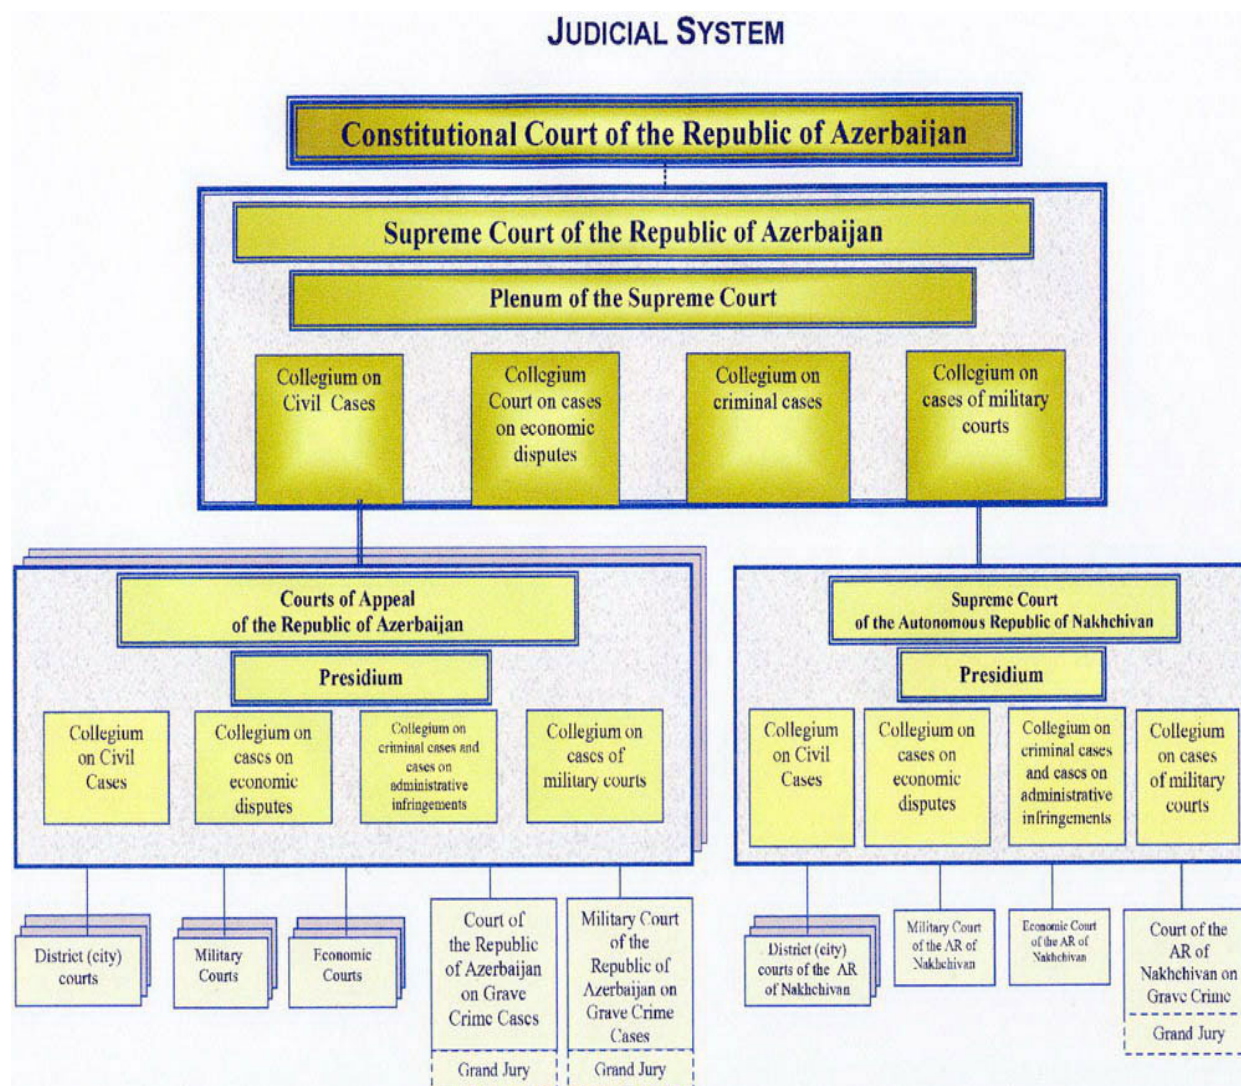 JUDICIAL SYSTEM
Constitutional Court of the Republic of Azerbaijan
Supreme Court of the Republic of Azerbaijan
Plenum of the Supreme Court
Collegium on
Civil Cases
Collegium
Court on cases
on economic
disputes
Collegium on
criminal cases
Collegium on
cases of military
courts
Courts of Appeal
of the Republic of Azerbaijan
Presidium
Collegium
on Civil
Cases
Collegium on
cases on
economic
disputes
Collegium on
criminal cases and
cases on
administrative
infringements
Collegium
on cases of
military courts
Supreme Court
of the Autonomous Republic of Nakhchivan
Presidium
Collegium
on Civil
Cases
Collegium on
cases on
economic
disputes
Collegium on
criminal cases
and cases on
administrative
infringements
Collegium
on cases
of military
courts
District (city)
courts
Military
Courts
Economic
Courts
Court of
the Republic
of Azerbaijan
on Grave
Crime Cases
Grand Jury
Military Court
of the
Republic of
Azerbaijan on
Grave Crime
Cases
Grand Jury
District (city)
courts of the AR
of Nakhchivan
Military Court
of the AR of
Nakhchivan
Economic Court
of the AR of
Nakhchivan
Court of the
AR of
Nakhchivan on
Grave Crime
Grand Jury